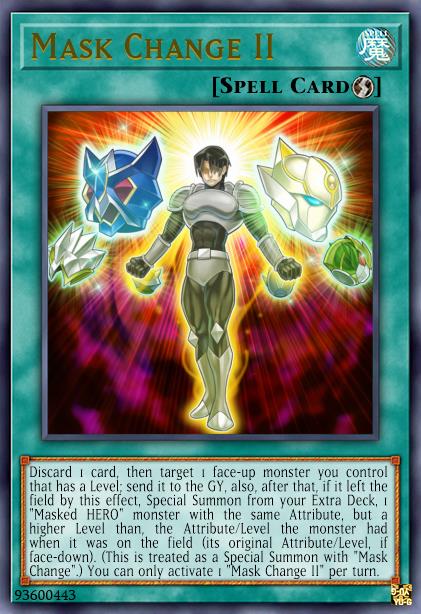 Mask Change II
SPELL
魔
[Spell Card]
Discard 1 card, then target 1 face-up monster you control
that has a Level; send it to the GY, also, after that, if it left the
field by this effect, Special Summon from your Extra Deck, 1
"Masked HERO" monster with the same Attribute, but a
higher Level than, the Attribute/Level the monster had
when it was on the field (its original Attribute/Level, if
face-down). (This is treated as a Special Summon with "Mask
Change".) You can only activate 1 "Mask Change II" per turn.
93600443